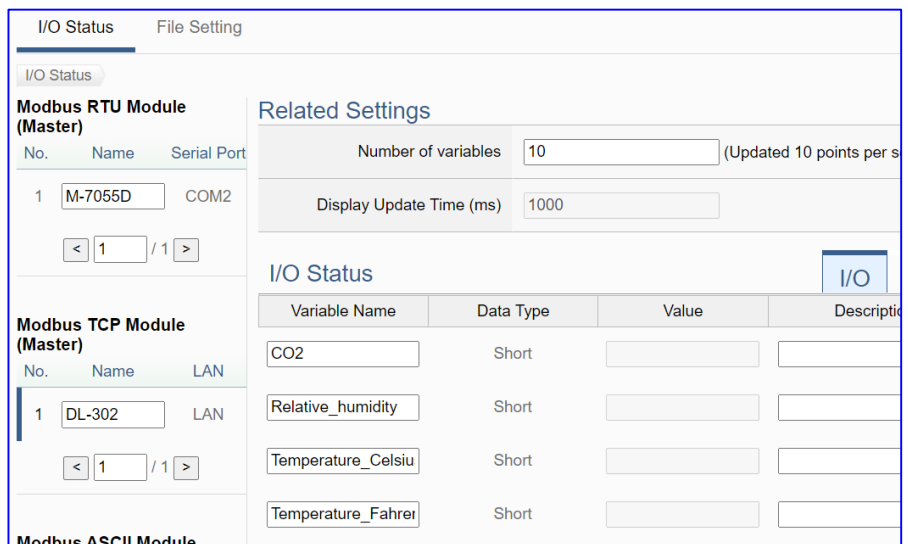 I/O Status File Setting
I/O Status
Modbus RTU Module
(Master)
No. Name Serial Port
1 M-7055D COM2
< 1 / 1 >
Modbus TCP Module
(Master)
No. Name LAN
1 DL-302 LAN
< 1 / 1 >
Modbus ASCII Module
Related Settings
Number of variables 10 (Updated 10 points per s
Display Update Time (ms) 1000
I/O Status I/O
Variable Name Data Type Value Descriptio
CO2 Short
Relative_humidity Short
Temperature_Celsiu Short
Temperature_Fahrer Short